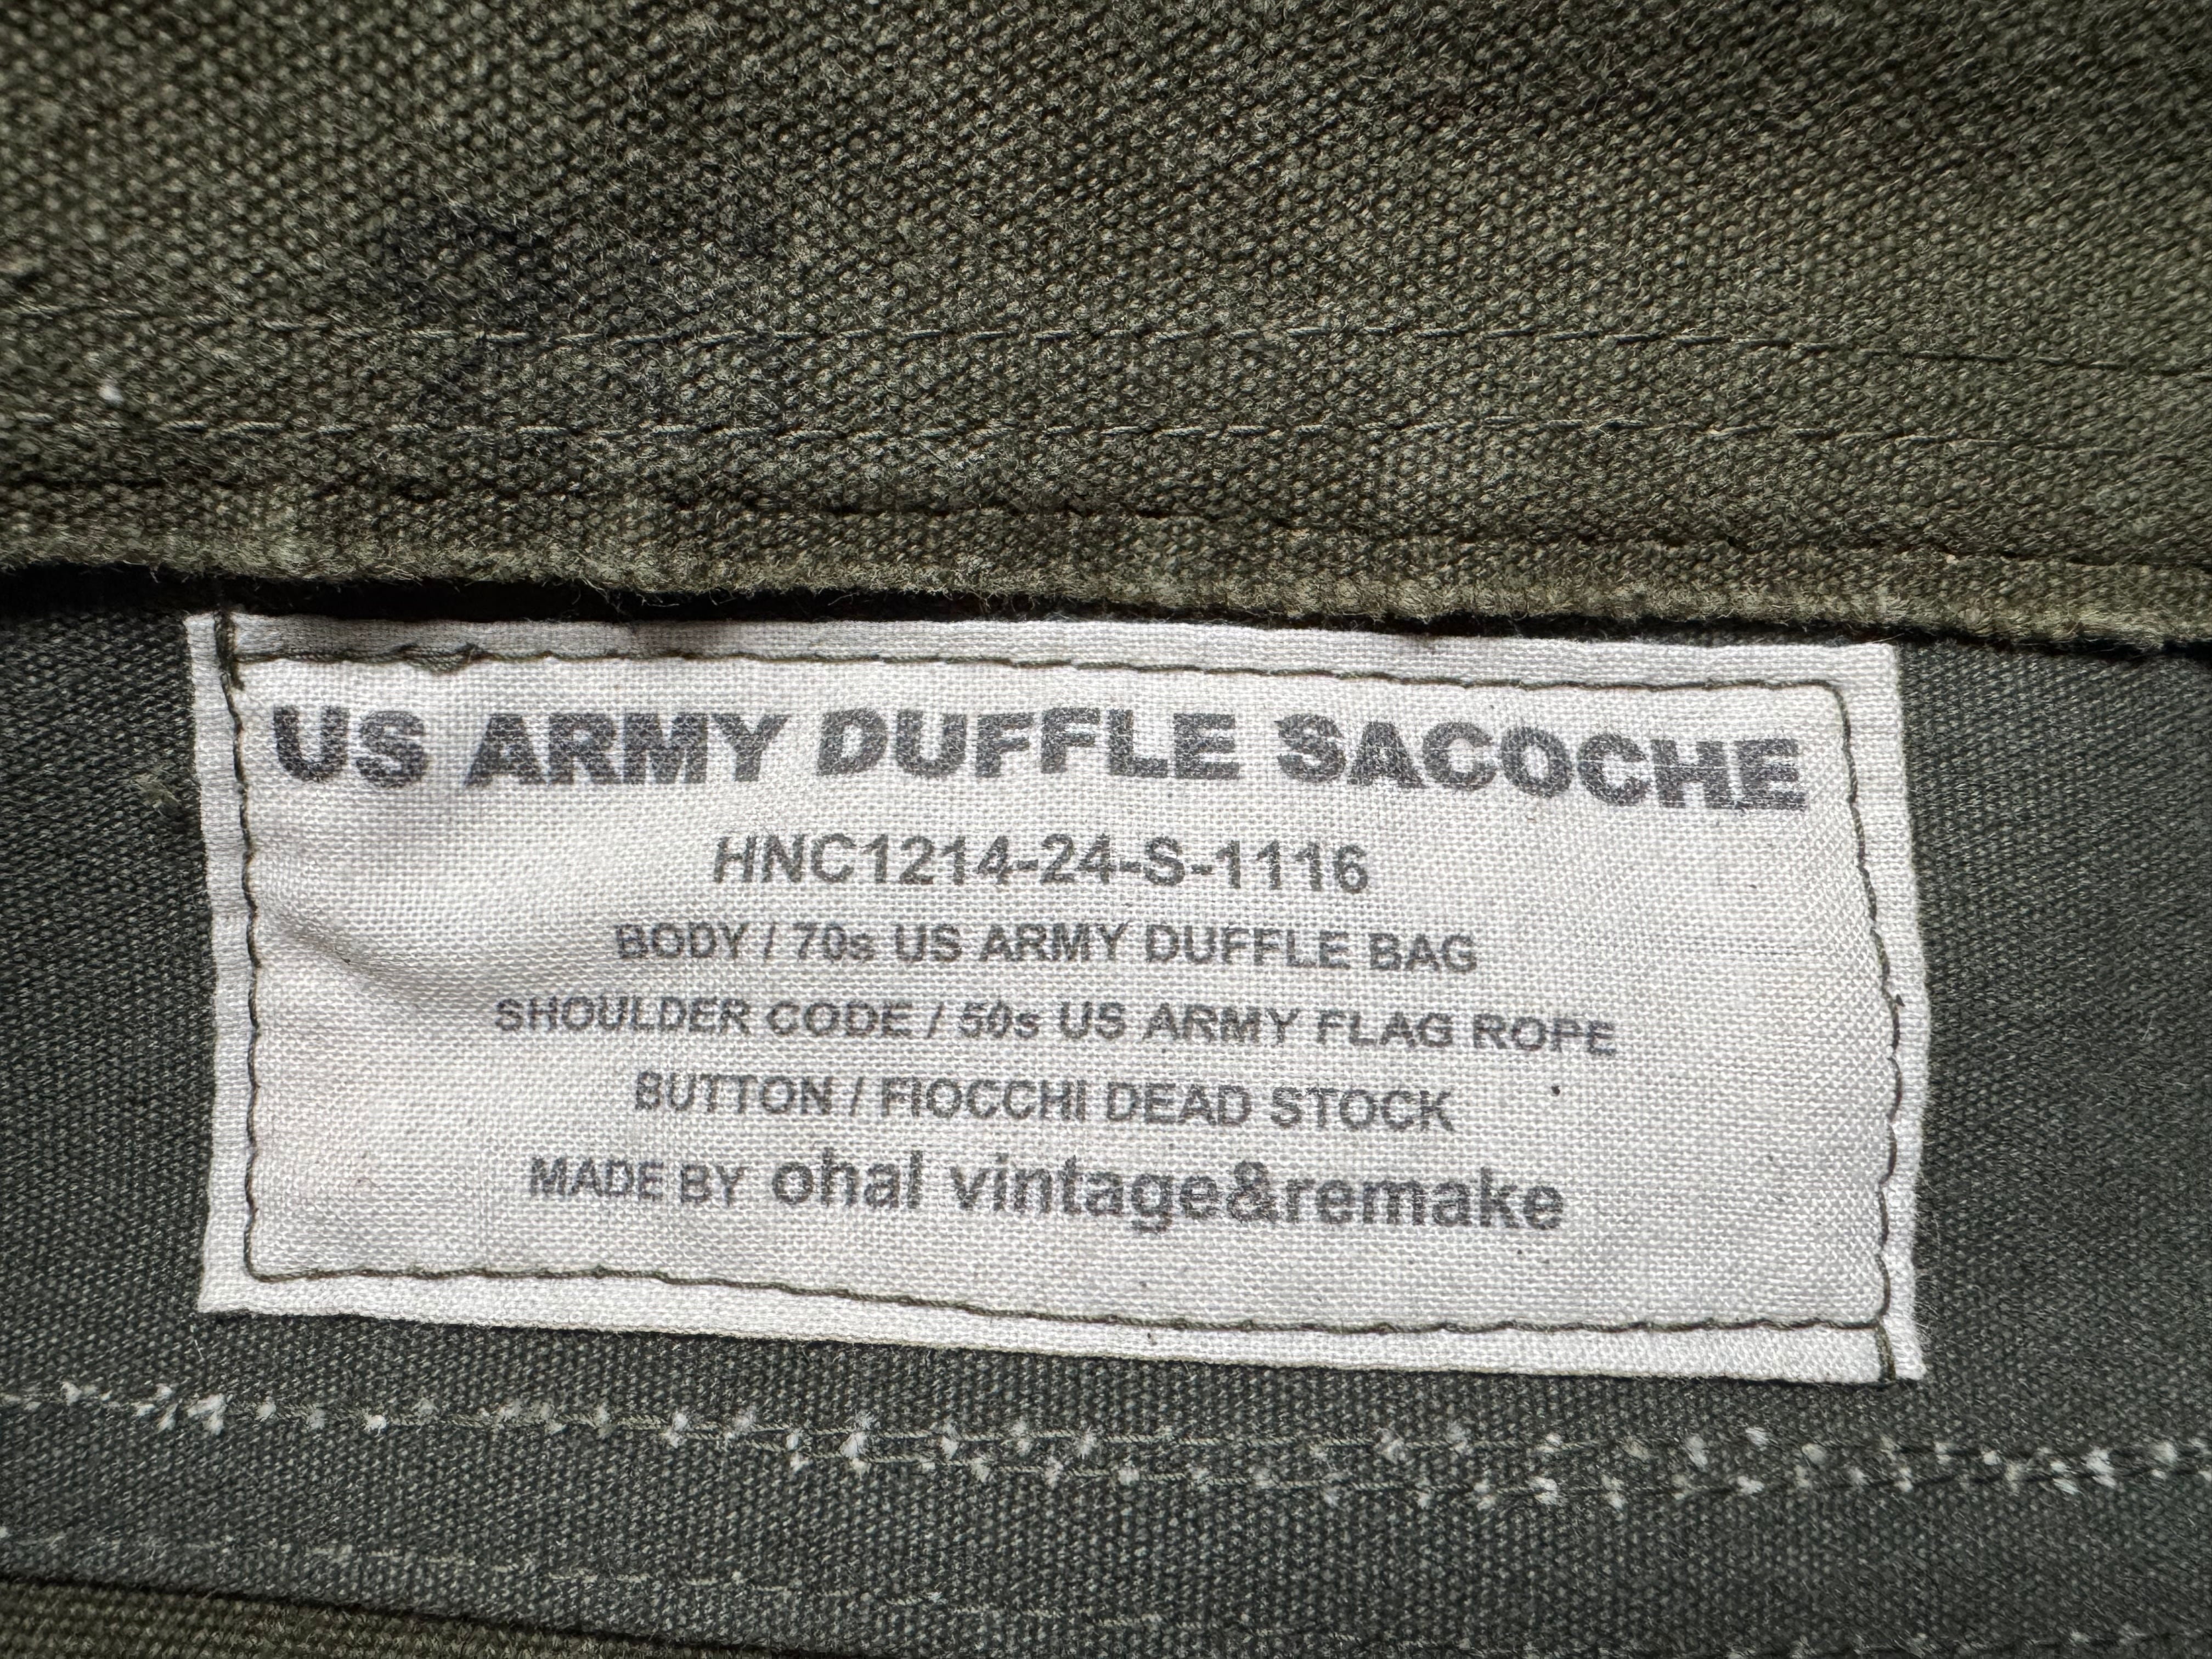 US ARMY DUFFLE SACOCHE
HNC1214-24-S-1116
BODY / 70s US ARMY DUFFLE BAG
SHOULDER CODE / 50s US ARMY FLAG ROPE
BUTTON / FIOCCHI DEAD STOCK
MADE BY ohal vintage&remake